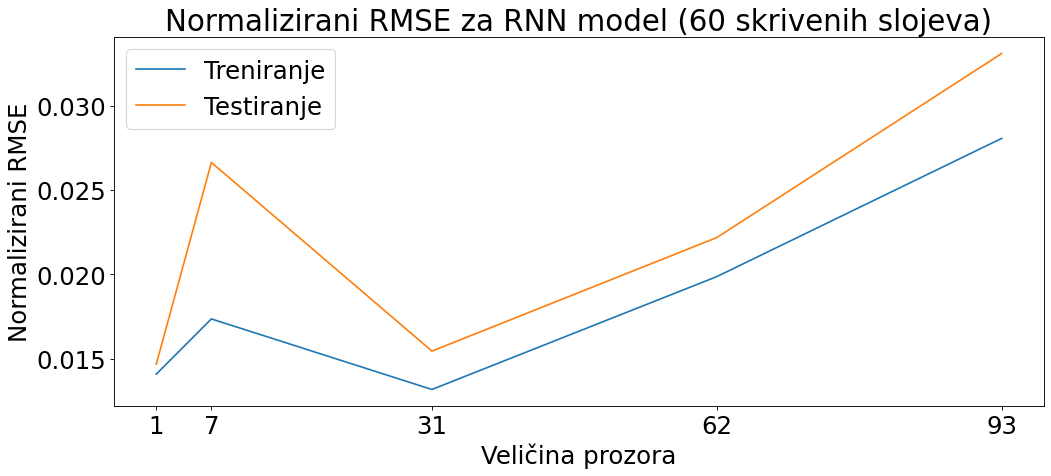 Normalizirani RMSE za RNN model (60 skrivenih slojeva)
Treniranje
Testiranje
Normalizirani RMSE
0.030
0.025
0.020
0.015
1 7 31 62 93
Veličina prozora